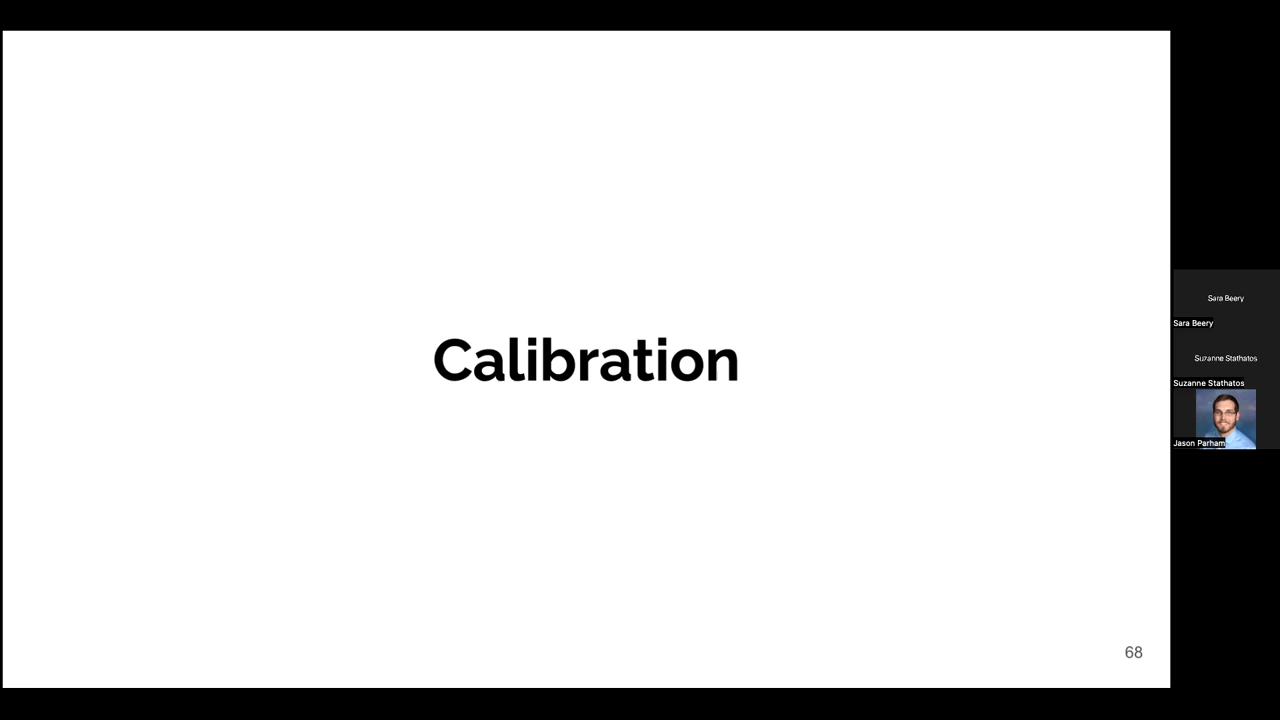 Calibration
68
Sara Beery
Sara Beery
Suzanne Stathatos
Suzanne Stathatos
Jason Parham